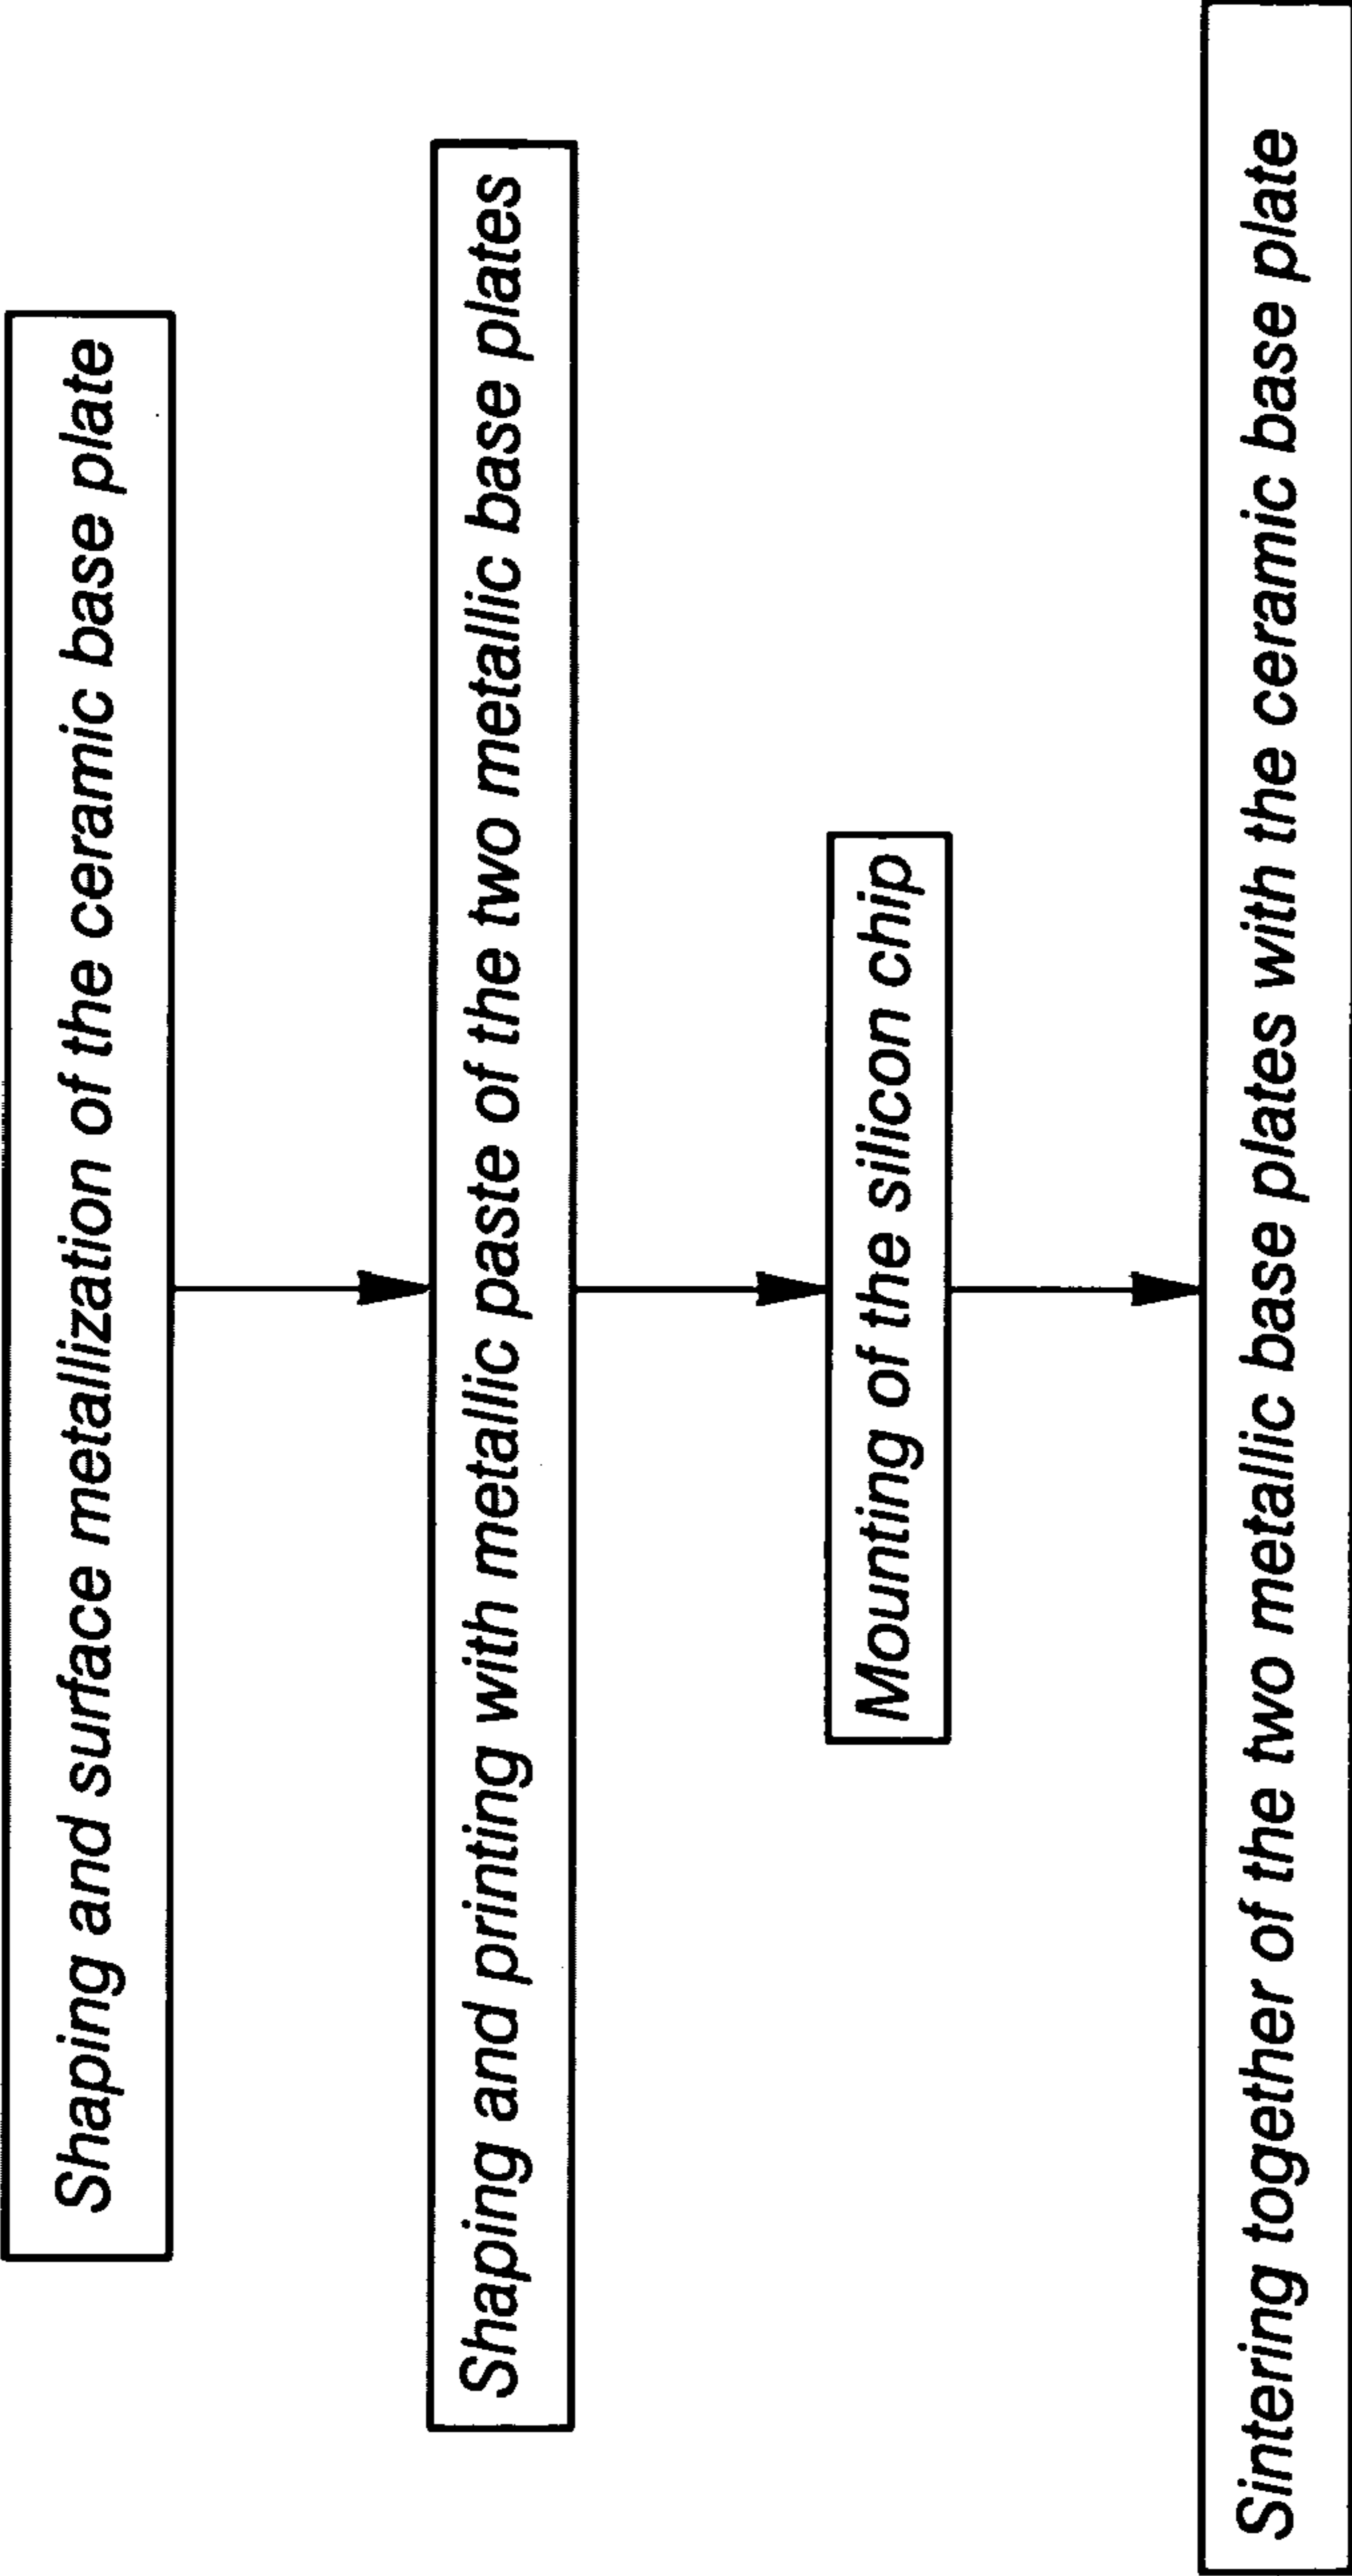 Shaping and surface metallization of the ceramic base plate
Shaping and printing with metallic paste of the two metallic base plates
Mounting of the silicon chip
Sintering together of the two metallic base plates with the ceramic base plate